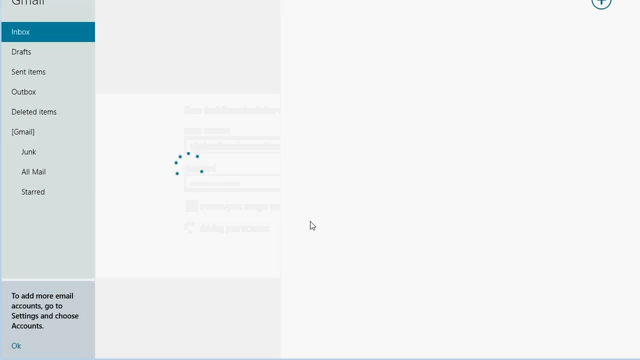 Gmail
Inbox
Drafts
Sent items
Outbox
Deleted items
[Gmail]
Junk
All Mail
Starred
To add more email
accounts, go to
Settings and choose
Accounts.
Ok